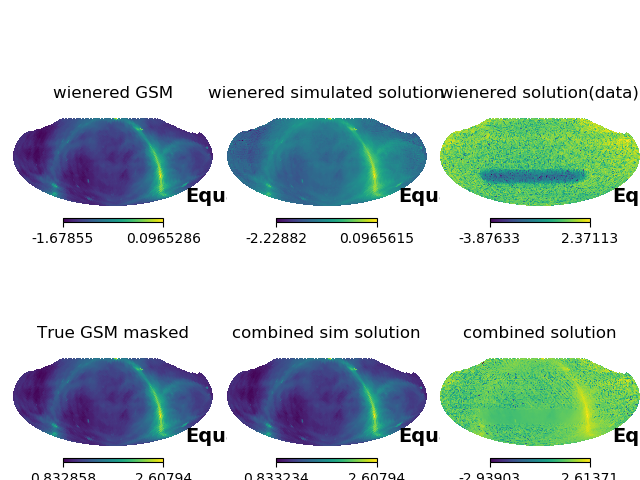 wienered GSM
wienered simulated solution
wienered solution(data)
Equ
Equ
Eq
-1.67855 0.0965286
-2.22882 0.0965615
-3.87633 2.37113
True GSM masked
combined sim solution
combined solution
Equ
Equ
Eq
0.832858 2.60794
0.833234 2.60794
-2.93903 2.61371